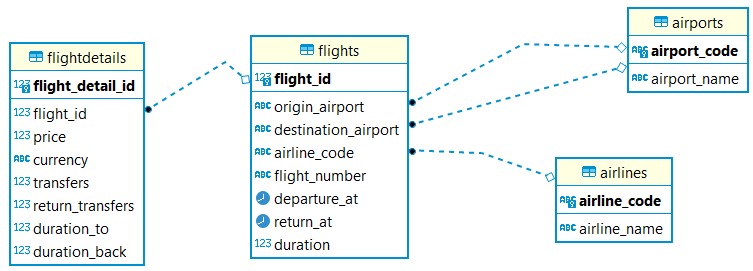 flightdetails
123 flight_detail_id
123 flight_id
123 price
ABC currency
123 transfers
123 return_transfers
123 duration_to
123 duration_back
flights
123 flight_id
ABC origin_airport
ABC destination_airport
ABC airline_code
ABC flight_number
departure_at
return_at
123 duration
airports
ABC airport_code
ABC airport_name
airlines
ABC airline_code
ABC airline_name